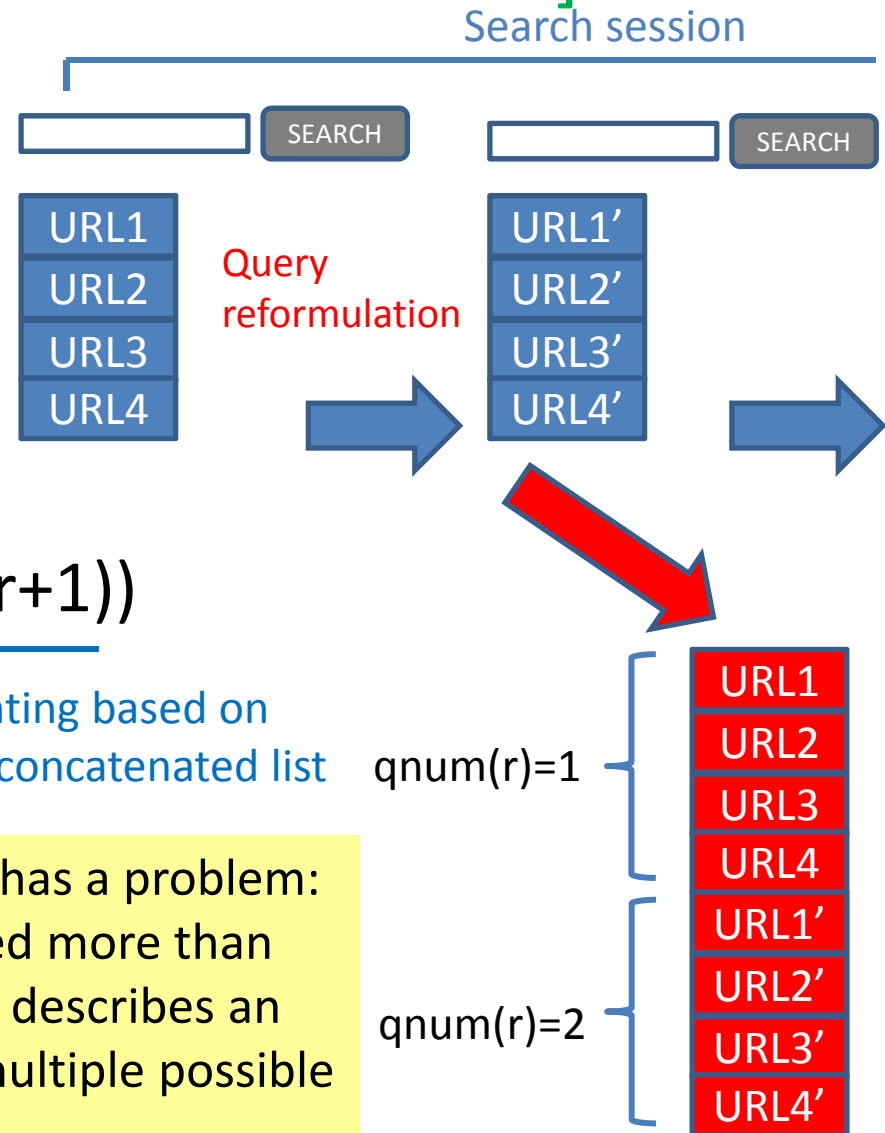 Search session
SEARCH
SEARCH
URL1
URL2
URL3
URL4
Query
reformulation
URL1’
URL2’
URL3’
URL4’
r+1))
ting based on
concatenated list
qnum(r)=1
URL1
URL2
URL3
URL4
has a problem:
ed more than
describes an
multiple possible
qnum(r)=2
URL1’
URL2’
URL3’
URL4’